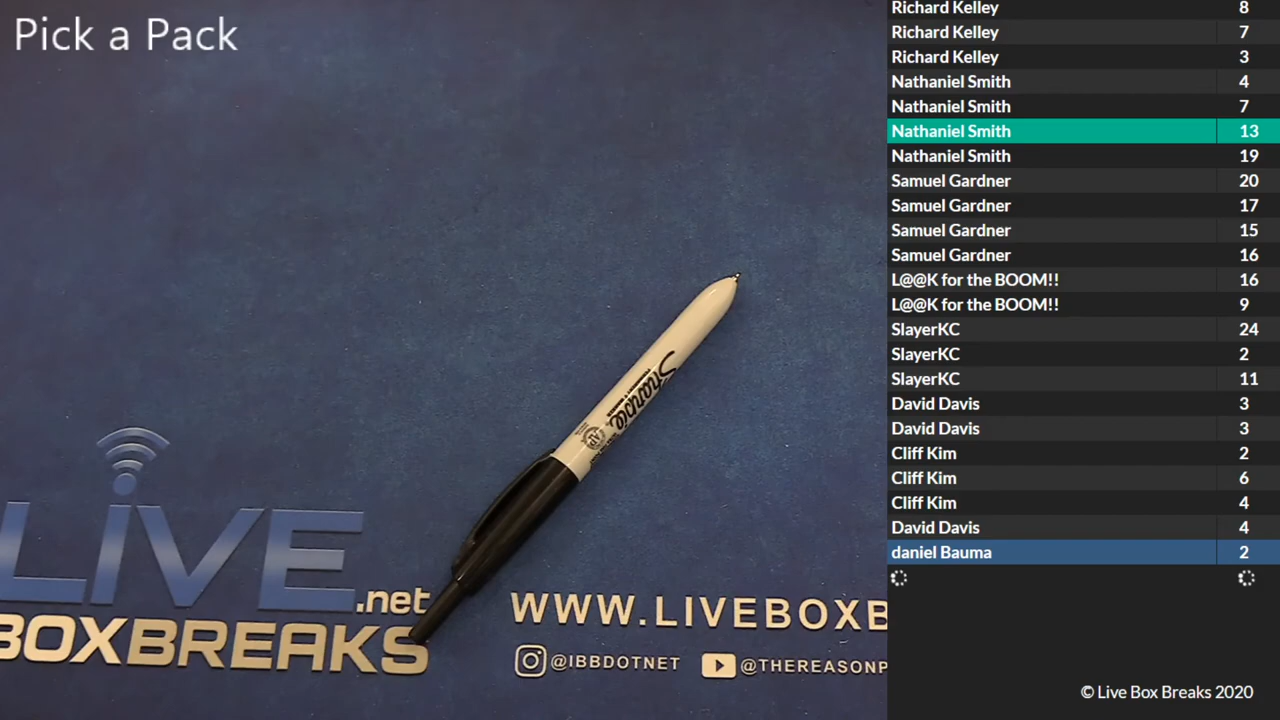 Pick a Pack
Richard Kelley 8
Richard Kelley 7
Richard Kelley 3
Nathaniel Smith 4
Nathaniel Smith 7
Nathaniel Smith 13
Nathaniel Smith 19
Samuel Gardner 20
Samuel Gardner 17
Samuel Gardner 15
Samuel Gardner 16
L@@K for the BOOM!! 16
L@@K for the BOOM!! 9
SlayerKC 24
SlayerKC 2
SlayerKC 11
David Davis 3
David Davis 3
Cliff Kim 2
Cliff Kim 6
Cliff Kim 4
David Davis 4
daniel Bauma 2
Sharpie
AP
LIVE.net
BOXBREAKS
WWW.LIVEBOXB
@IBBDOTNET @THEREASONP
© Live Box Breaks 2020